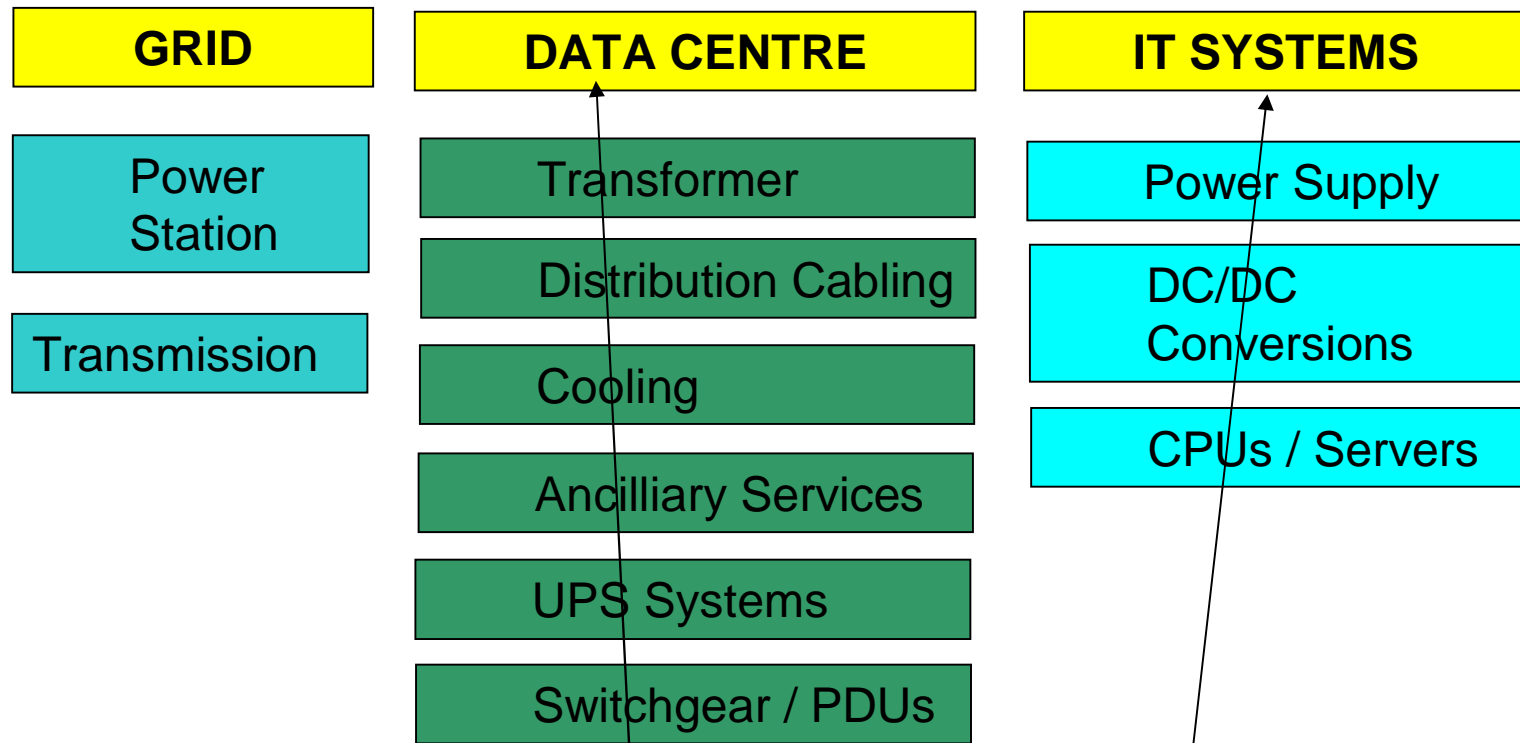 GRID
Power
Station
Transmission
DATA CENTRE
Transformer
Distribution Cabling
Cooling
Ancilliary Services
UPS Systems
Switchgear / PDUs
IT SYSTEMS
Power Supply
DC/DC
Conversions
CPUs / Servers